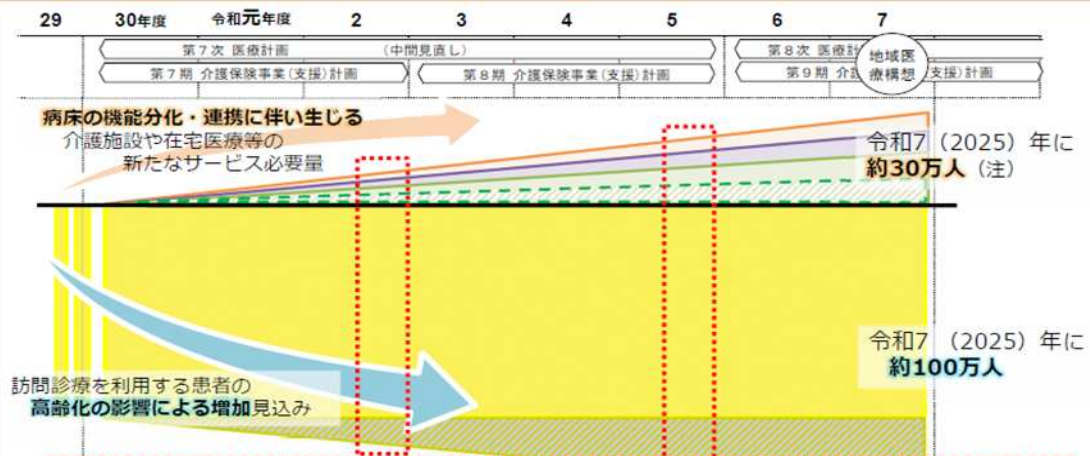 29 30年度 令和元年度 2 3 4 5 6 7
第7次 医療計画 (中間見直し) 第8次 医療計
第7期 介護保険事業(支援)計画 第8期 介護保険事業(支援)計画 第9期 介護 支援)計画
地域医
療構想
病床の機能分化・連携に伴い生じる
介護施設や在宅医療等の
新たなサービス必要量
令和7(2025)年に
約30万人(注)
令和7 (2025)年に
約100万人
訪問診療を利用する患者の
高齢化の影響による増加見込み